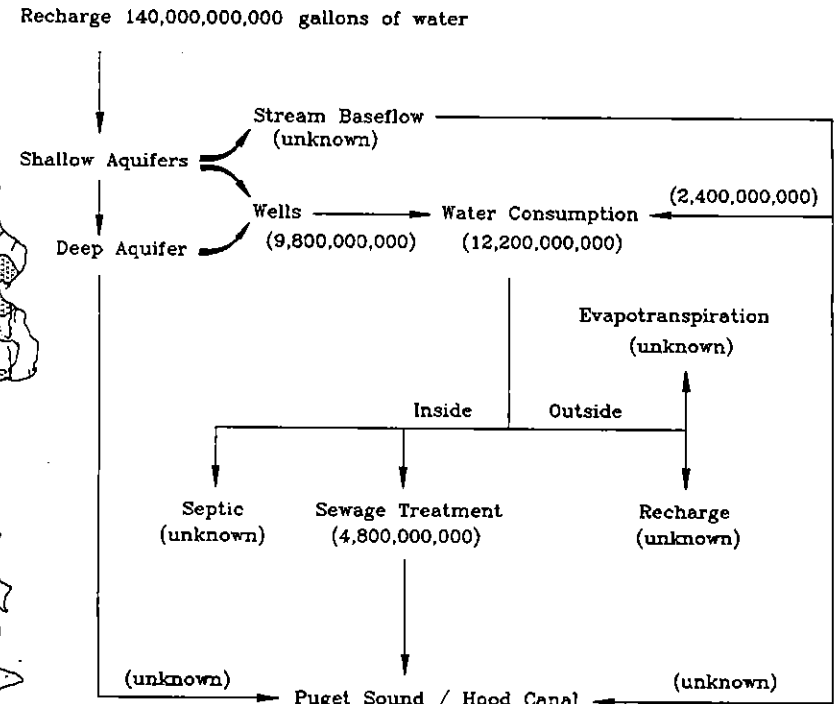 Recharge 140,000,000,000 gallons of water
Stream Baseflow
(unknown)
Shallow Aquifers
(2,400,000,000)
Wells
Water Consumption
(9,800,000,000)
(12,200,000,000)
Deep Aquifer
Evapotranspiration
(unknown)
Inside
Outside
Septic
(unknown)
Sewage Treatment
(4,800,000,000)
Recharge
(unknown)
(unknown)
(unknown)
Puget Sound / Hood Canal